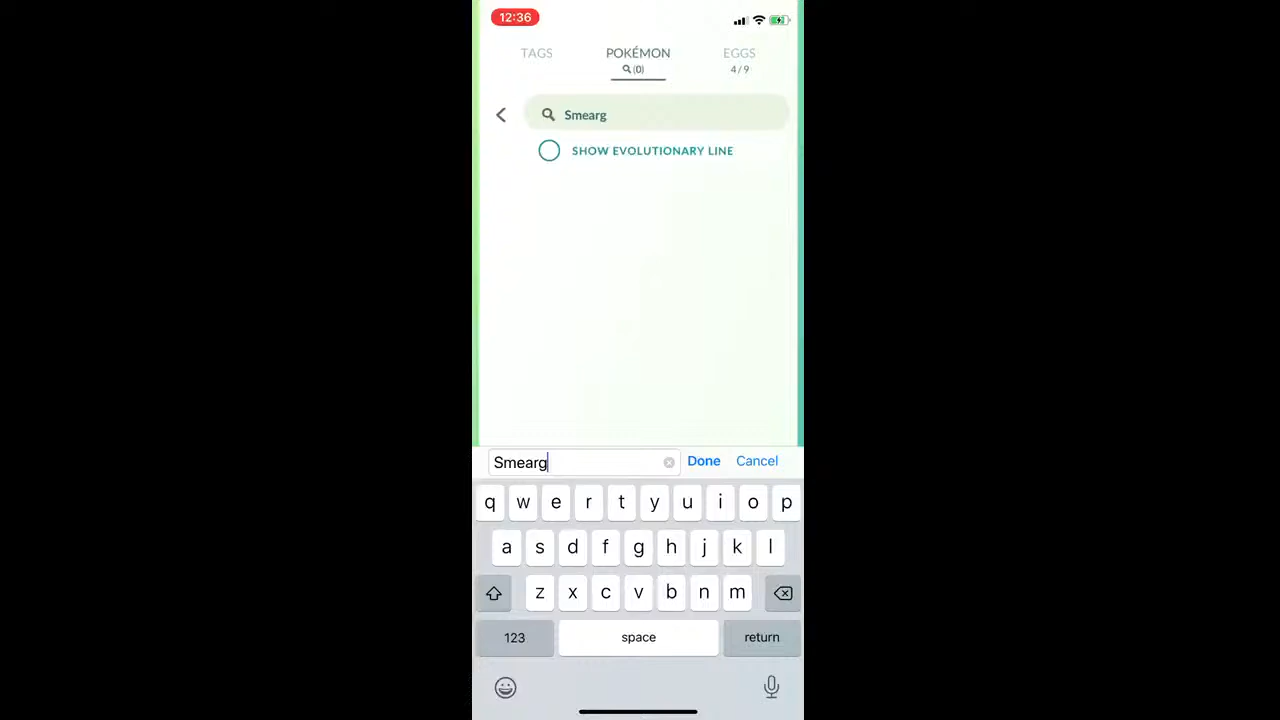 12:36
TAGS
POKÉMON
EGGS
(0)
4/9
Smearg
SHOW EVOLUTIONARY LINE
Smearg
Done
Cancel
q w e r t y u i o p
a s d f g h j k l
z x c v b n m
123
space
return